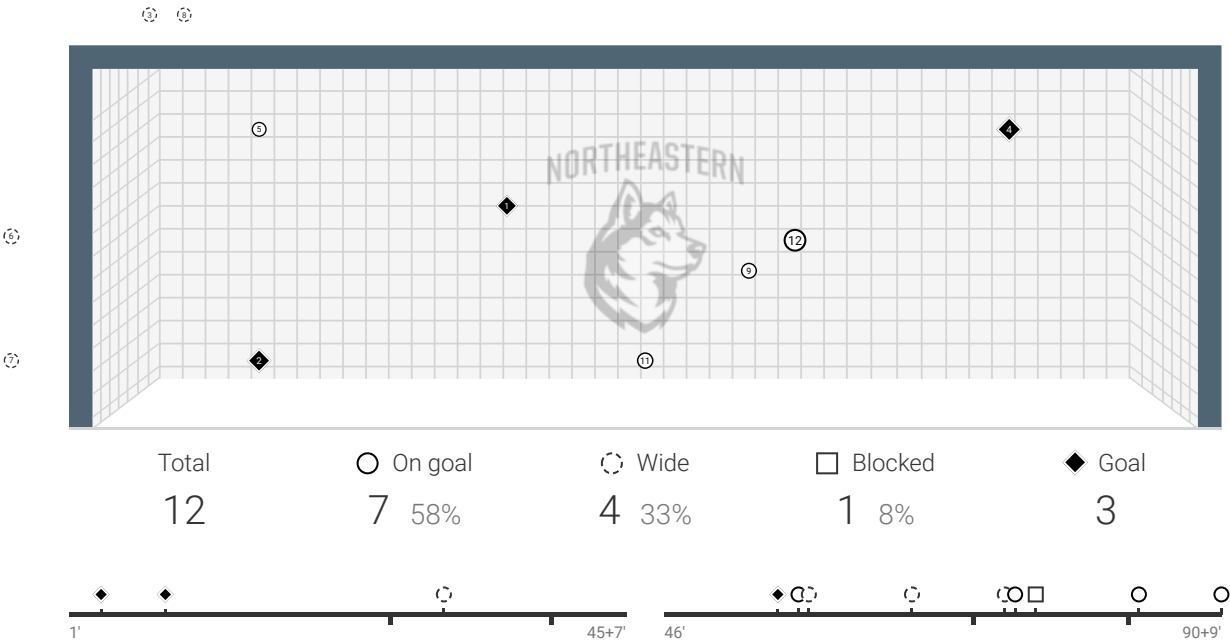 3 8
5 4
NORTHEASTERN
1
6 12
9
7 2 11
Total On goal Wide Blocked Goal
12 7 58% 4 33% 1 8% 3
1' 45+7' 46' 90+9'